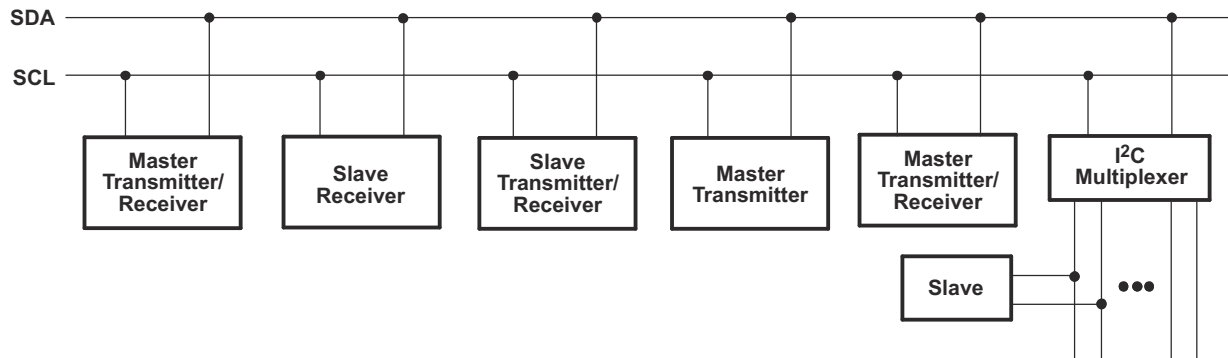 SDA
SCL
Master
Transmitter/
Receiver
Slave
Receiver
Slave
Transmitter/
Receiver
Master
Transmitter
Master
Transmitter/
Receiver
I²C
Multiplexer
Slave